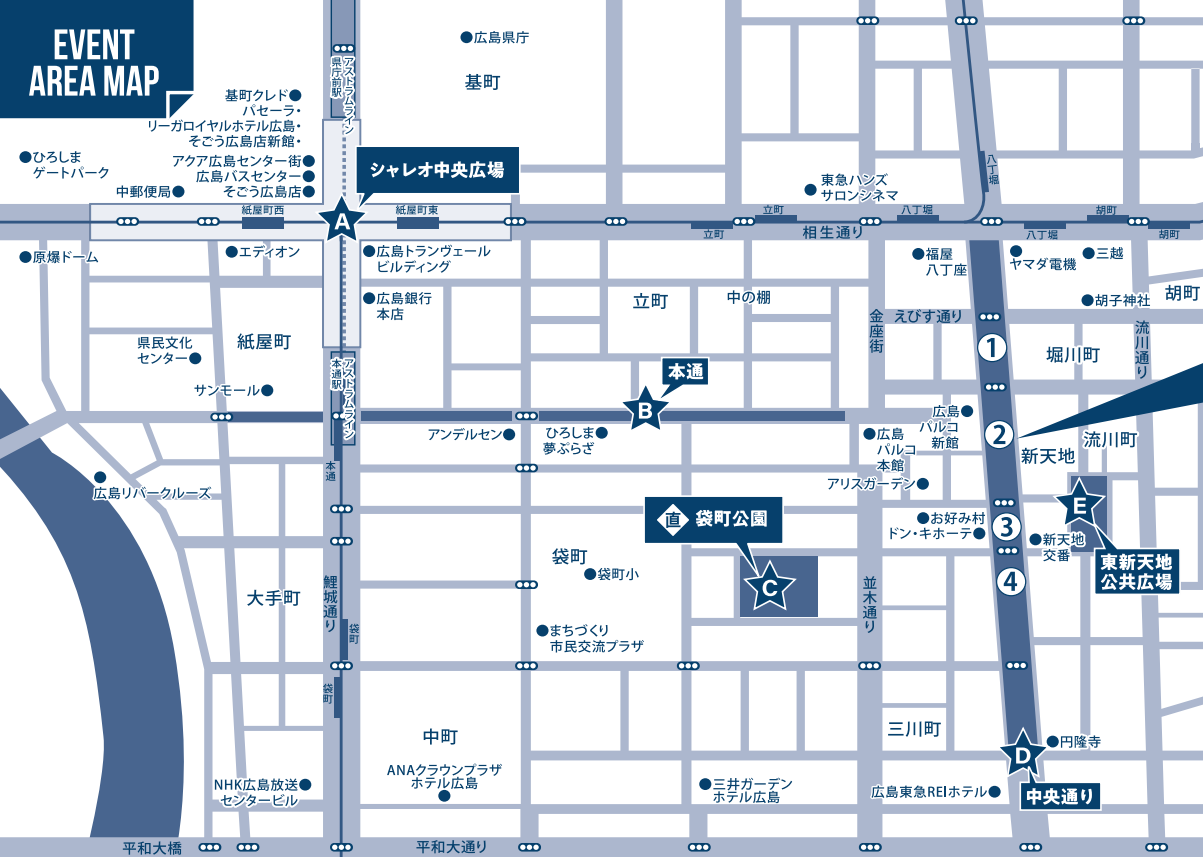 EVENT
AREA MAP
広島県庁
基町
県庁前駅
アストラムライン
基町クレド
パセーラ・
リーガロイヤルホテル広島・
そごう広島店新館・
アクア広島センター街
広島バスセンター
そごう広島店
中郵便局
ひろしま
ゲートパーク
シャレオ中央広場
A
紙屋町西
紙屋町東
東急ハンズ
サロンシネマ
八丁堀
立町
立町
八丁堀
八丁堀
胡町
胡町
相生通り
原爆ドーム
エディオン
広島トランヴェール
ビルディング
広島銀行
本店
福屋
八丁座
ヤマダ電機
三越
胡子神社
胡町
立町
中の棚
金座街
えびす通り
流川通り
堀川町
1
紙屋町
県民文化
センター
サンモール
本通駅
アストラムライン
本通
B
アンデルセン
ひろしま
夢ぷらざ
広島
パルコ
新館
広島
パルコ
本館
2
新天地
流川町
本通
広島リバークルーズ
アリスガーデン
E
直 袋町公園
お好み村
ドン・キホーテ
3
新天地
交番
東新天地
公共広場
袋町
袋町小
C
4
大手町
鯉城通り
並木通り
袋町
まちづくり
市民交流プラザ
袋町
中町
三川町
D
円隆寺
中央通り
ANAクラウンプラザ
ホテル広島
NHK広島放送
センタービル
三井ガーデン
ホテル広島
広島東急REIホテル
平和大橋
平和大通り